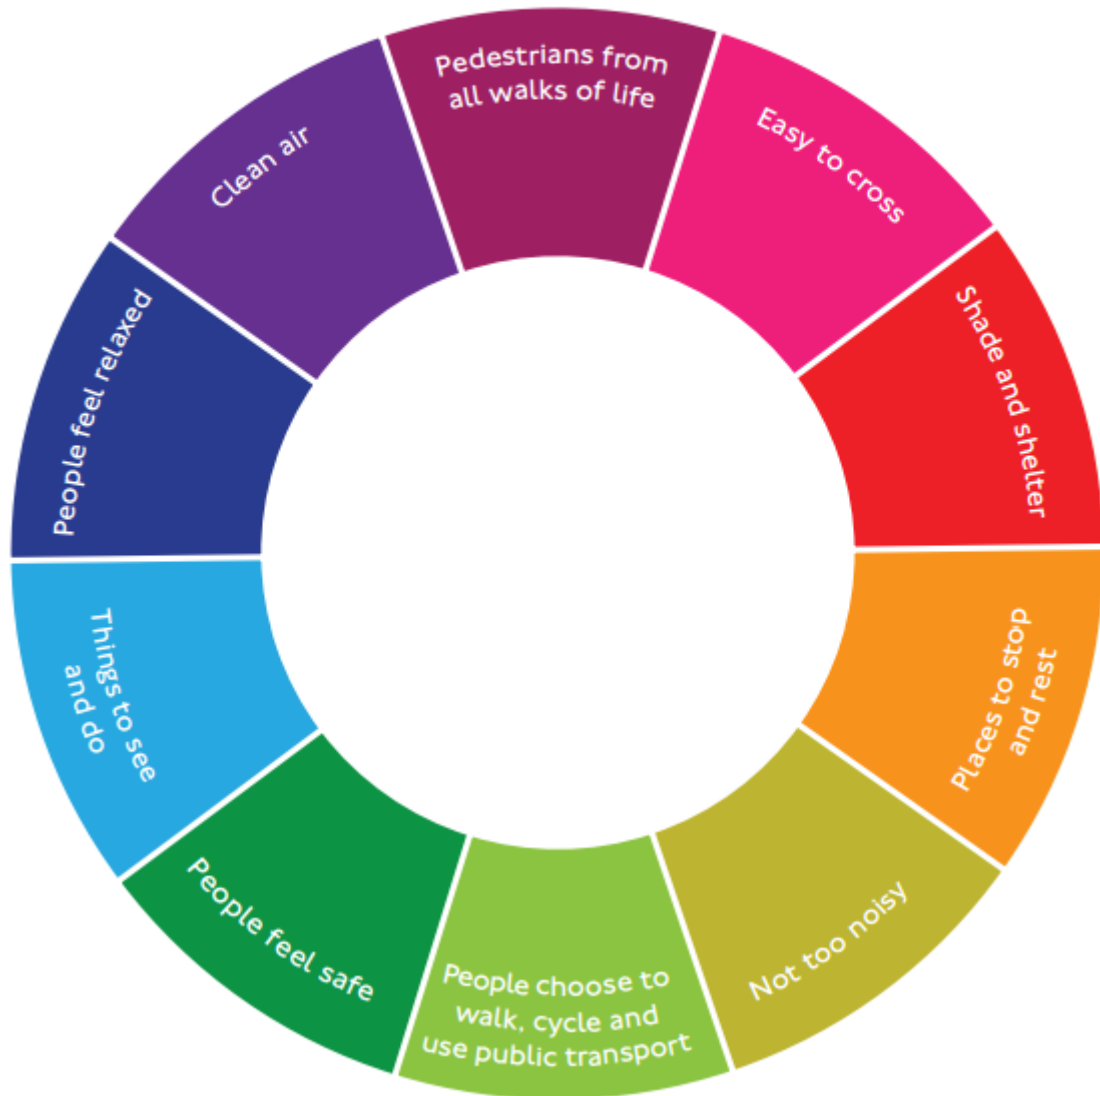 Pedestrians from
all walks of life
Easy to cross
Shade and shelter
Places to stop
and rest
Not too noisy
People choose to
walk, cycle and
use public transport
People feel safe
Things to see
and do
People feel relaxed
Clean air